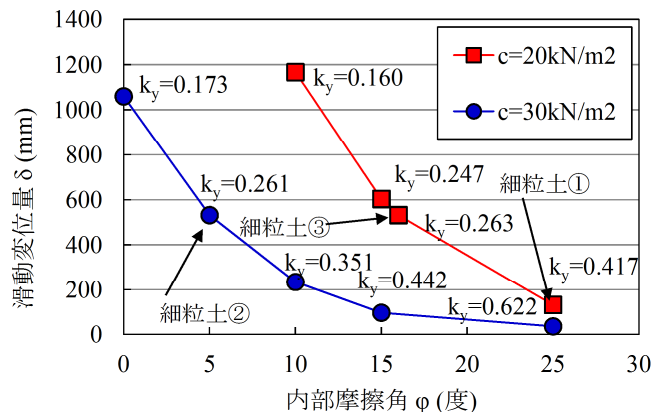 1400
1200
1000
800
600
400
200
0
滑動変位量 δ (mm)
c=20kN/m2
c=30kN/m2
ky=0.173
ky=0.160
ky=0.261
ky=0.247
細粒土①
細粒土③
ky=0.263
ky=0.351
ky=0.442
ky=0.417
ky=0.622
細粒土②
0 5 10 15 20 25 30
内部摩擦角 φ (度)